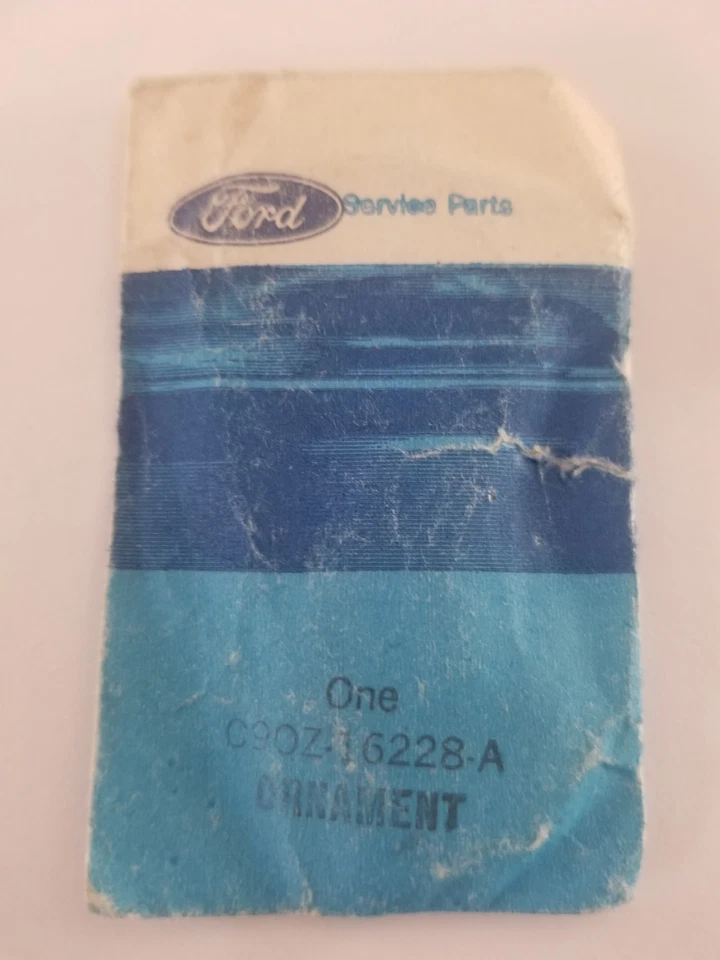 Ford Service Parts
One
C9OZ-16228-A
ORNAMENT